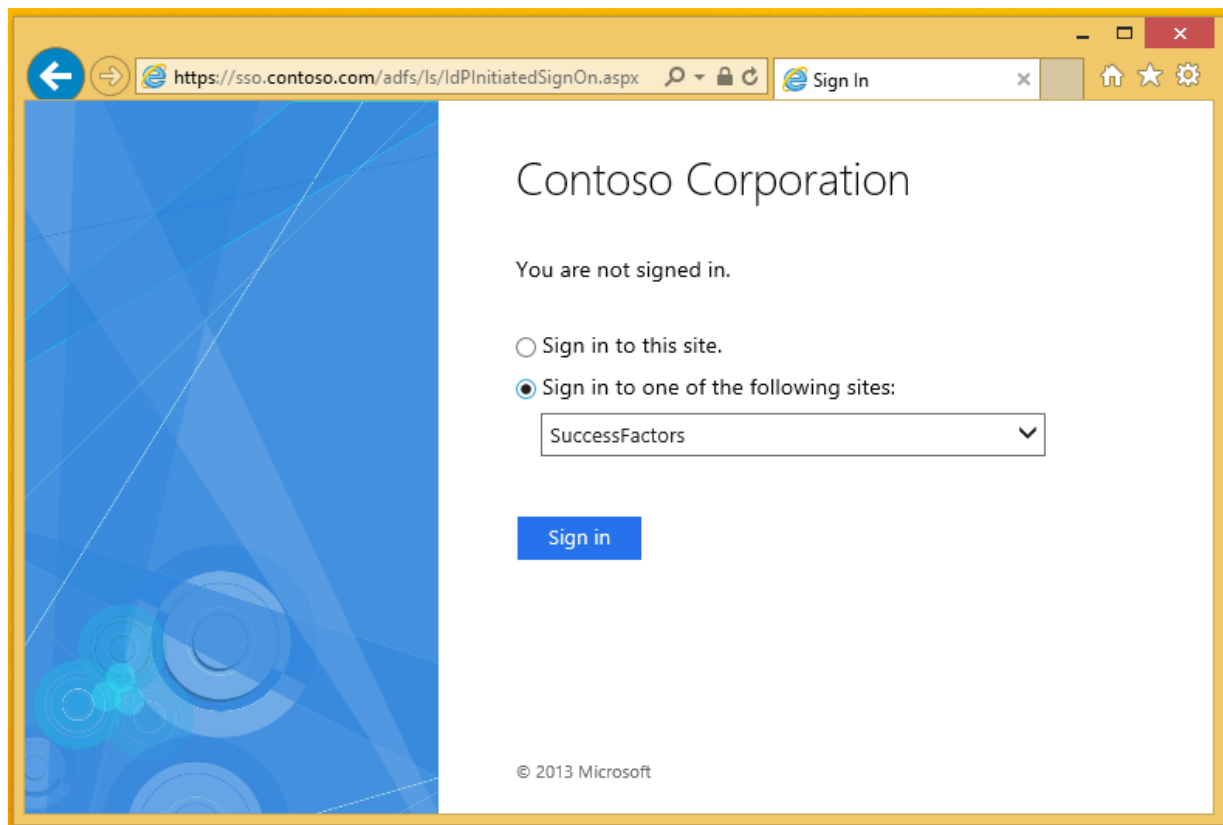 https://sso.contoso.com/adfs/ls/IdPInitiatedSignOn.aspx
Sign In
Contoso Corporation
You are not signed in.
Sign in to this site.
Sign in to one of the following sites:
SuccessFactors
Sign in
© 2013 Microsoft